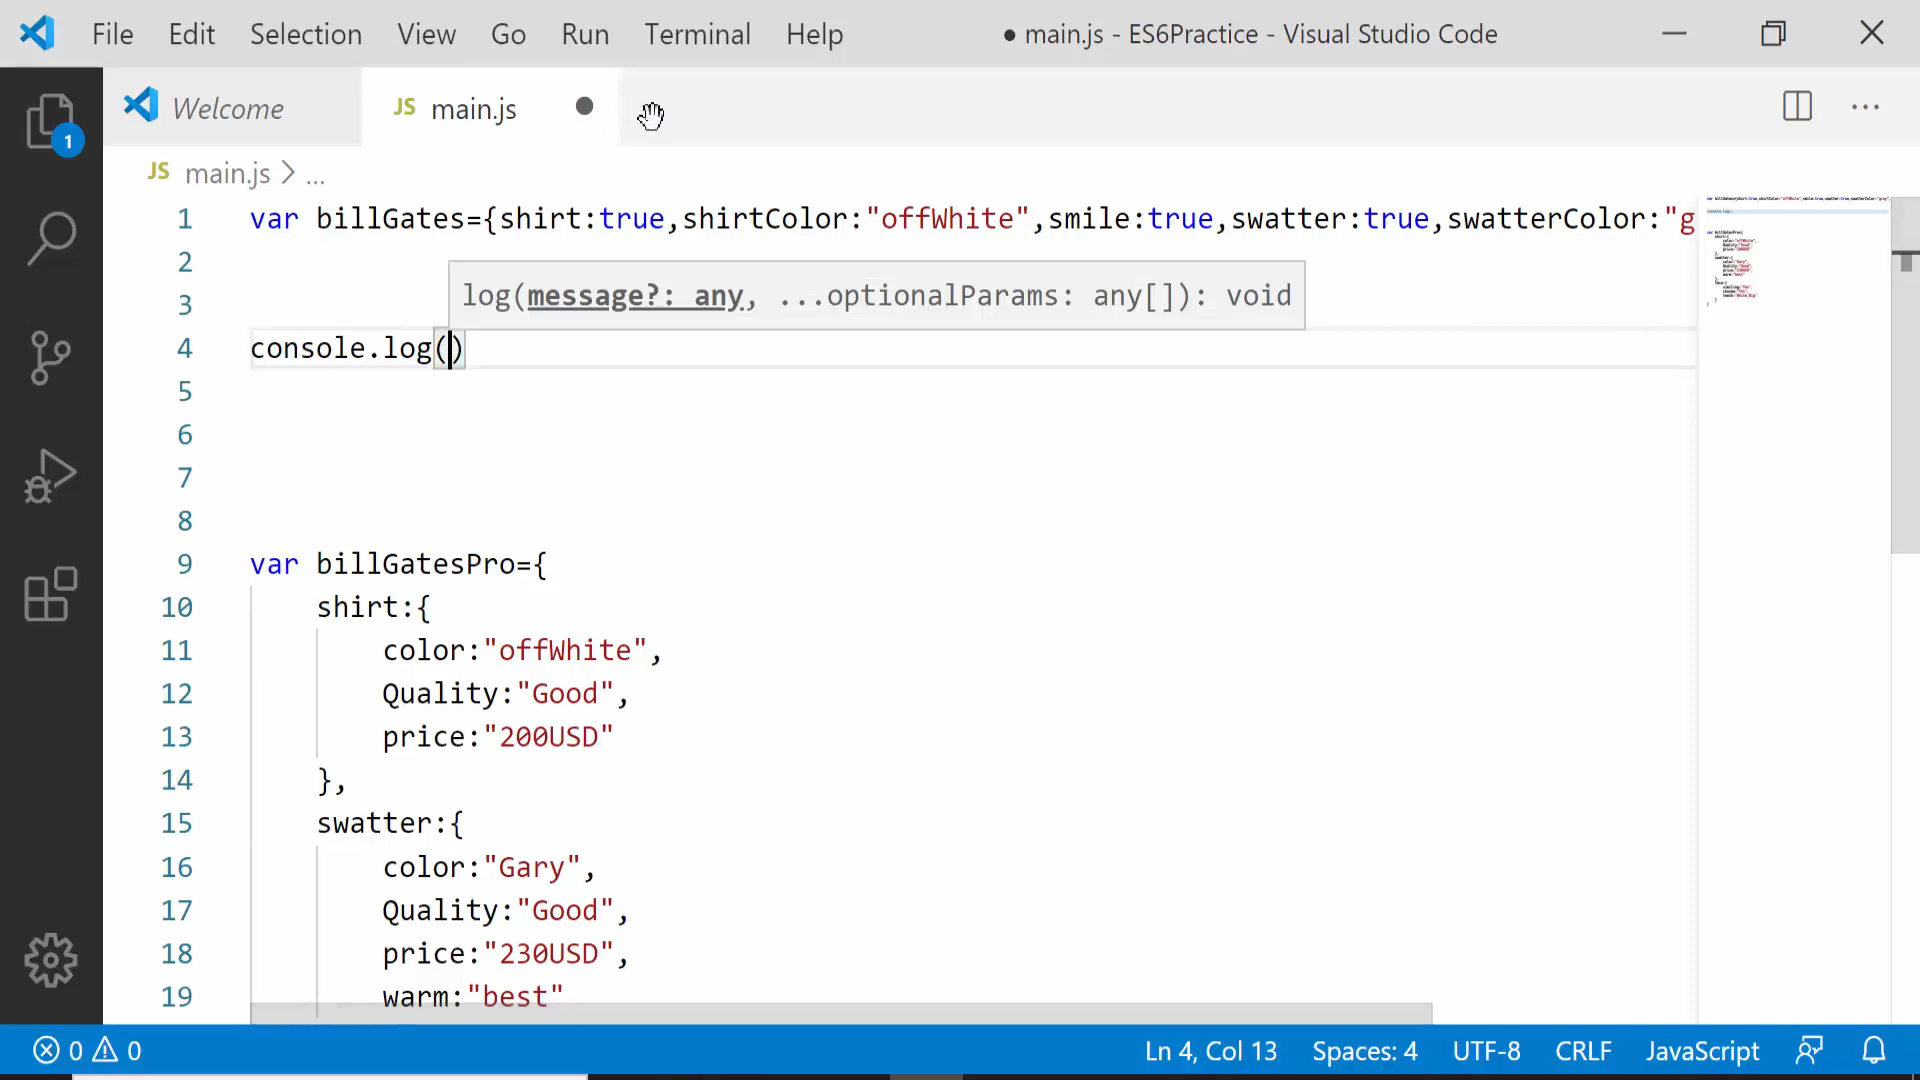 File Edit Selection View Go Run Terminal Help ● main.js - ES6Practice - Visual Studio Code
1
Welcome JS main.js
JS main.js > ...
1 var billGates={shirt:true,shirtColor:"offWhite",smile:true,swatter:true,swatterColor:"g
2
log(message?: any, ...optionalParams: any[]): void
3
4 console.log()
5
6
7
8
9 var billGatesPro={
10 shirt:{
11 color:"offWhite",
12 Quality:"Good",
13 price:"200USD"
14 },
15 swatter:{
16 color:"Gary",
17 Quality:"Good",
18 price:"230USD",
19 warm:"best"
0 0 Ln 4, Col 13 Spaces: 4 UTF-8 CRLF JavaScript